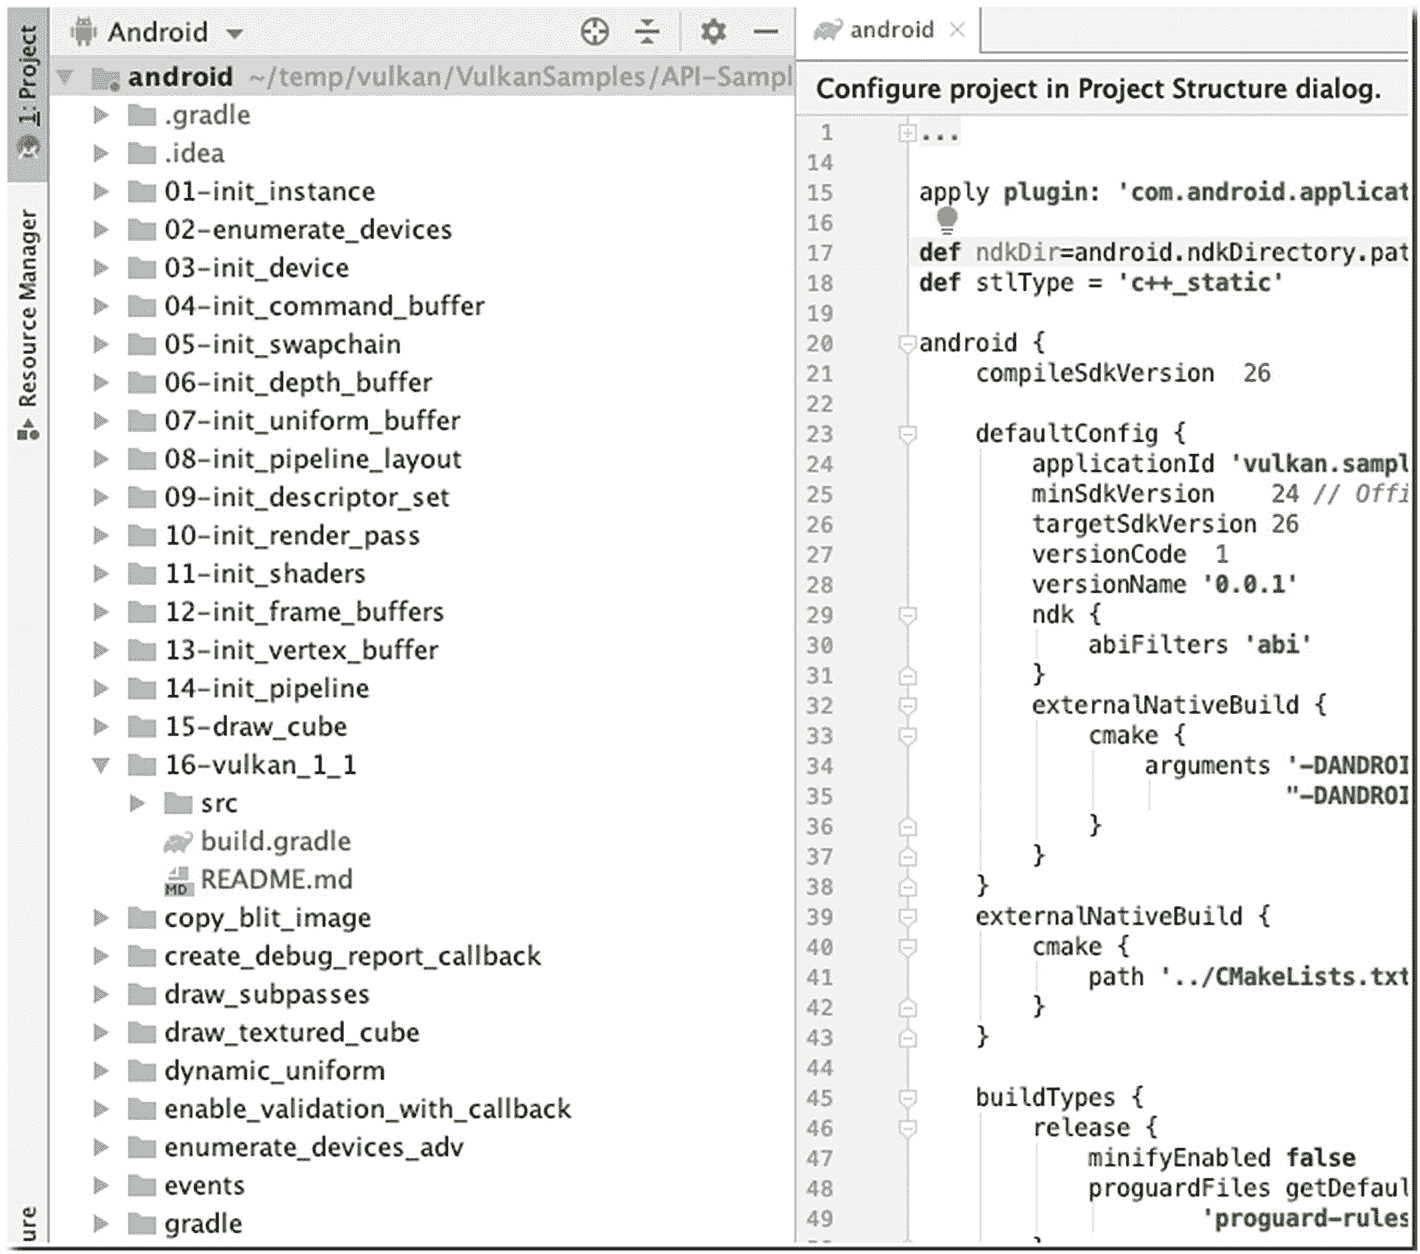 1: Project
Resource Manager
ure
Android
android ~/temp/vulkan/VulkanSamples/API-Sampl
.gradle
.idea
01-init_instance
02-enumerate_devices
03-init_device
04-init_command_buffer
05-init_swapchain
06-init_depth_buffer
07-init_uniform_buffer
08-init_pipeline_layout
09-init_descriptor_set
10-init_render_pass
11-init_shaders
12-init_frame_buffers
13-init_vertex_buffer
14-init_pipeline
15-draw_cube
16-vulkan_1_1
src
build.gradle
MD README.md
copy_blit_image
create_debug_report_callback
draw_subpasses
draw_textured_cube
dynamic_uniform
enable_validation_with_callback
enumerate_devices_adv
events
gradle
android
Configure project in Project Structure dialog.
1 ...
14
15 apply plugin: 'com.android.applicat
16
17 def ndkDir=android.ndkDirectory.pat
18 def stlType = 'c++_static'
19
20 android {
21 compileSdkVersion 26
22
23 defaultConfig {
24 applicationId 'vulkan.sampl
25 minSdkVersion 24 // Offi
26 targetSdkVersion 26
27 versionCode 1
28 versionName '0.0.1'
29 ndk {
30 abiFilters 'abi'
31 }
32 externalNativeBuild {
33 cmake {
34 arguments '-DANDROI
35 "-DANDROI
36 }
37 }
38 }
39 externalNativeBuild {
40 cmake {
41 path '../CMakeLists.txt
42 }
43 }
44
45 buildTypes {
46 release {
47 minifyEnabled false
48 proguardFiles getDefaul
49 'proguard-rules